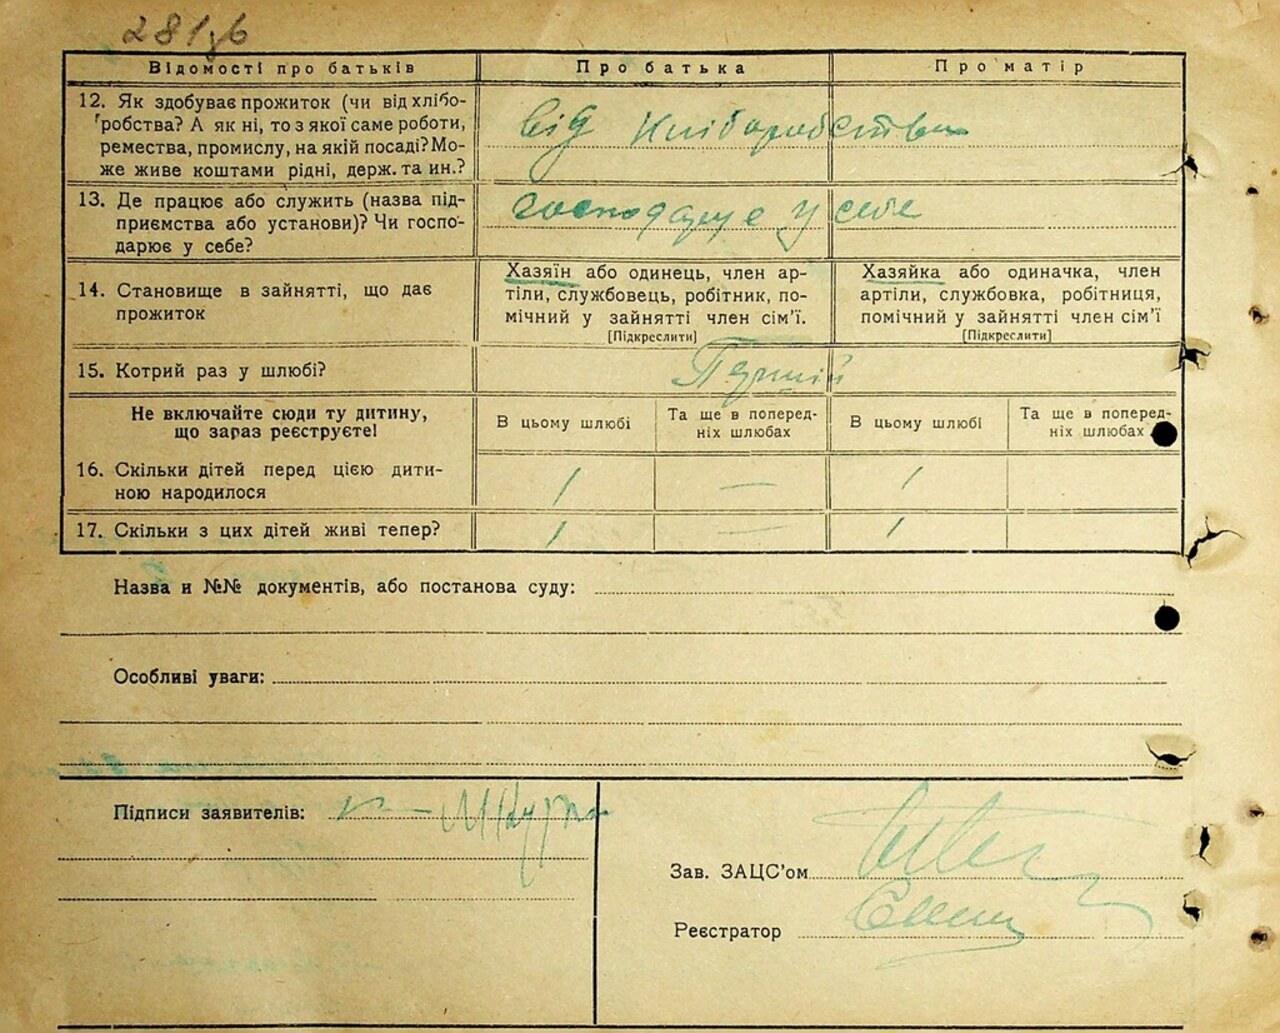 281зв
Відомості про батьків Про батька Про матір
12. Як здобуває прожиток (чи від хлібо-
робства? А як ні, то з якої саме роботи,
ремества, промислу, на якій посаді? Мо-
же живе коштами рідні, держ. та ин.?
від хліборобства
13. Де працює або служить (назва під-
приємства або установи)? Чи госпо-
дарює у себе?
господарує у себе
14. Становище в зайнятті, що дає
прожиток
Хазяїн або одинець, член ар-
тіли, службовець, робітник, по-
мічний у зайнятті член сім’ї.
[Підкреслити]
Хазяйка або одиначка, член
артіли, службовка, робітниця,
помічний у зайнятті член сім’ї
[Підкреслити]
15. Котрий раз у шлюбі?
Перший
Не включайте сюди ту дитину,
що зараз реєструєте!
В цьому шлюбі
Та ще в поперед-
ніх шлюбах
В цьому шлюбі
Та ще в поперед-
ніх шлюбах
16. Скільки дітей перед цією дити-
ною народилося
1 — 1
17. Скільки з цих дітей живі тепер?
1 — 1
Назва и №№ документів, або постанова суду:
Особливі уваги:
Підписи заявителів:
Зав. ЗАЦС’ом
Реєстратор